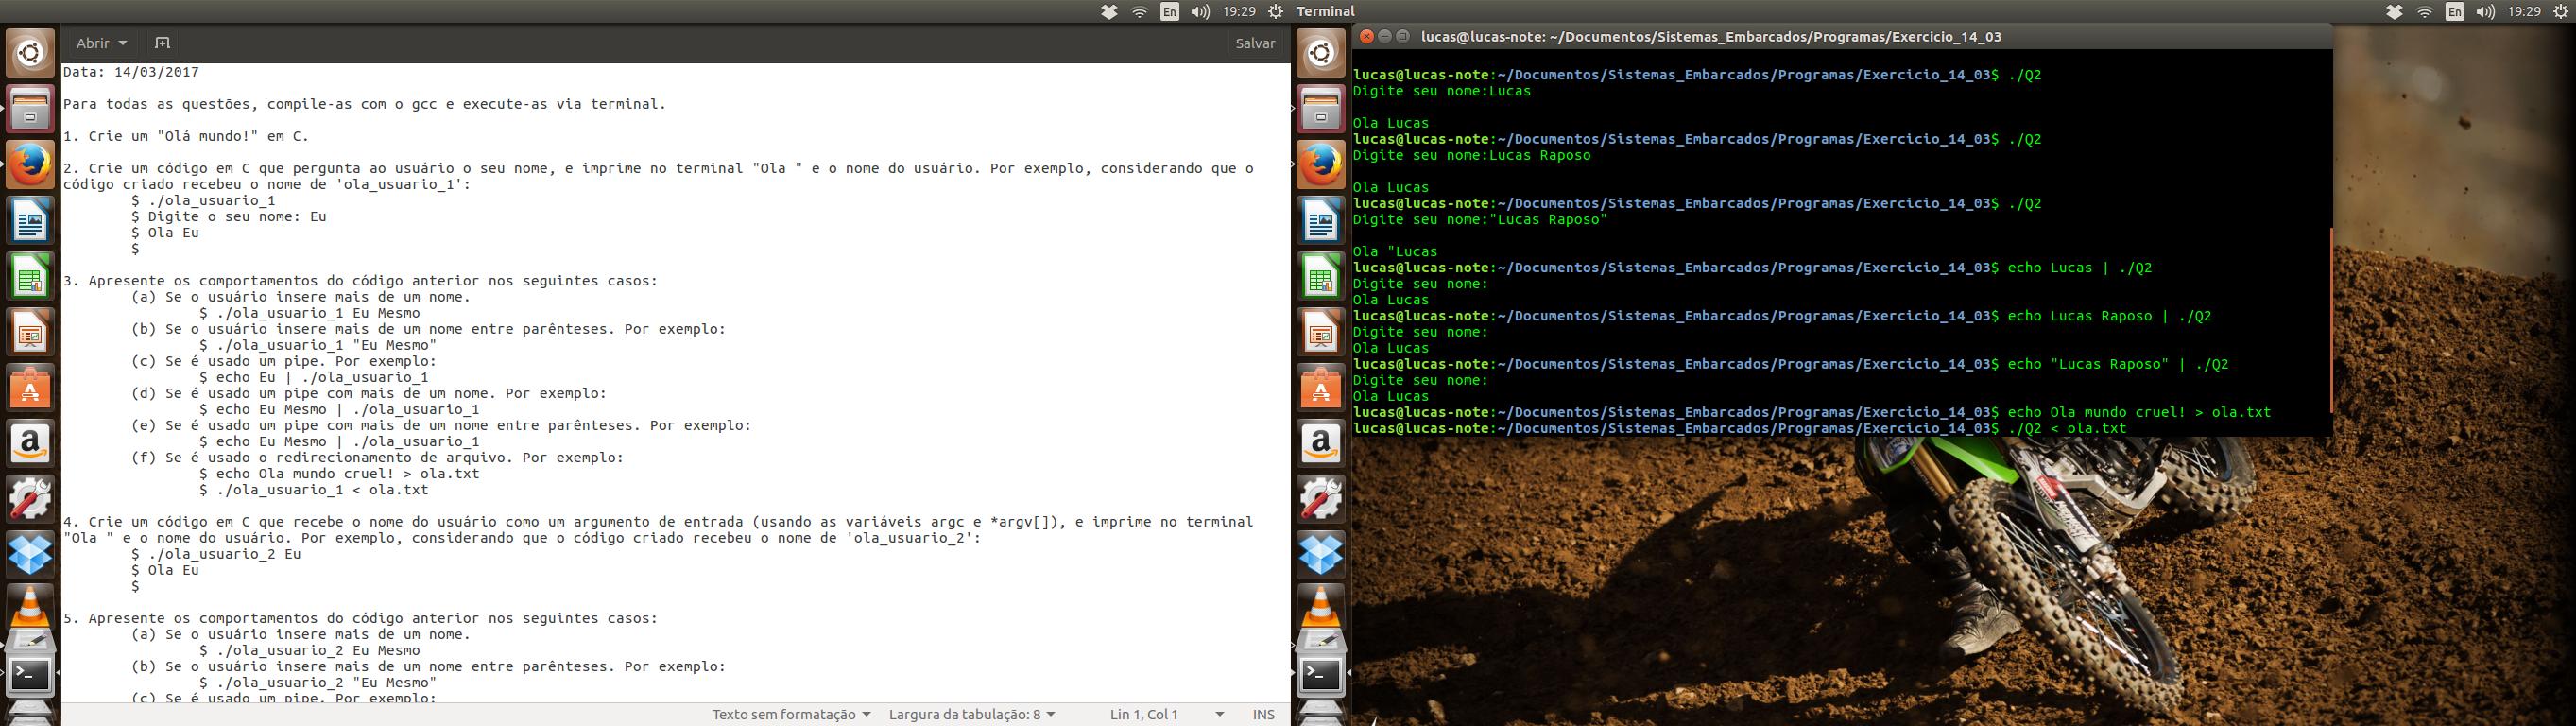 En 19:29
Terminal
En 19:29
Abrir
Salvar
Data: 14/03/2017
Para todas as questões, compile-as com o gcc e execute-as via terminal.
1. Crie um "Olá mundo!" em C.
2. Crie um código em C que pergunta ao usuário o seu nome, e imprime no terminal "Ola " e o nome do usuário. Por exemplo, considerando que o
código criado recebeu o nome de 'ola_usuario_1':
$ ./ola_usuario_1
$ Digite o seu nome: Eu
$ Ola Eu
$
3. Apresente os comportamentos do código anterior nos seguintes casos:
(a) Se o usuário insere mais de um nome.
$ ./ola_usuario_1 Eu Mesmo
(b) Se o usuário insere mais de um nome entre parênteses. Por exemplo:
$ ./ola_usuario_1 "Eu Mesmo"
(c) Se é usado um pipe. Por exemplo:
$ echo Eu | ./ola_usuario_1
(d) Se é usado um pipe com mais de um nome. Por exemplo:
$ echo Eu Mesmo | ./ola_usuario_1
(e) Se é usado um pipe com mais de um nome entre parênteses. Por exemplo:
$ echo Eu Mesmo | ./ola_usuario_1
(f) Se é usado o redirecionamento de arquivo. Por exemplo:
$ echo Ola mundo cruel! > ola.txt
$ ./ola_usuario_1 < ola.txt
4. Crie um código em C que recebe o nome do usuário como um argumento de entrada (usando as variáveis argc e *argv[]), e imprime no terminal
"Ola " e o nome do usuário. Por exemplo, considerando que o código criado recebeu o nome de 'ola_usuario_2':
$ ./ola_usuario_2 Eu
$ Ola Eu
$
5. Apresente os comportamentos do código anterior nos seguintes casos:
(a) Se o usuário insere mais de um nome.
$ ./ola_usuario_2 Eu Mesmo
(b) Se o usuário insere mais de um nome entre parênteses. Por exemplo:
$ ./ola_usuario_2 "Eu Mesmo"
(c) Se é usado um pipe. Por exemplo:
Texto sem formatação Largura da tabulação: 8 Lin 1, Col 1 INS
lucas@lucas-note: ~/Documentos/Sistemas_Embarcados/Programas/Exercicio_14_03
lucas@lucas-note:~/Documentos/Sistemas_Embarcados/Programas/Exercicio_14_03$ ./Q2
Digite seu nome:Lucas
Ola Lucas
lucas@lucas-note:~/Documentos/Sistemas_Embarcados/Programas/Exercicio_14_03$ ./Q2
Digite seu nome:Lucas Raposo
Ola Lucas
lucas@lucas-note:~/Documentos/Sistemas_Embarcados/Programas/Exercicio_14_03$ ./Q2
Digite seu nome:"Lucas Raposo"
Ola "Lucas
lucas@lucas-note:~/Documentos/Sistemas_Embarcados/Programas/Exercicio_14_03$ echo Lucas | ./Q2
Digite seu nome:
Ola Lucas
lucas@lucas-note:~/Documentos/Sistemas_Embarcados/Programas/Exercicio_14_03$ echo Lucas Raposo | ./Q2
Digite seu nome:
Ola Lucas
lucas@lucas-note:~/Documentos/Sistemas_Embarcados/Programas/Exercicio_14_03$ echo "Lucas Raposo" | ./Q2
Digite seu nome:
Ola Lucas
lucas@lucas-note:~/Documentos/Sistemas_Embarcados/Programas/Exercicio_14_03$ echo Ola mundo cruel! > ola.txt
lucas@lucas-note:~/Documentos/Sistemas_Embarcados/Programas/Exercicio_14_03$ ./Q2 < ola.txt